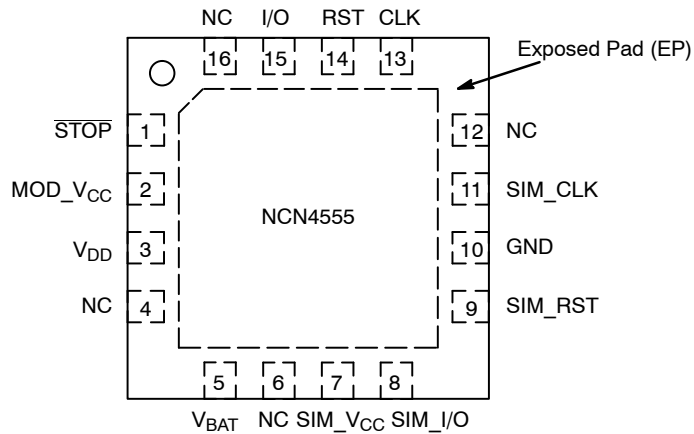 NC I/O RST CLK
16 15 14 13
Exposed Pad (EP)
S̅T̅O̅P̅ 1 12 NC
MOD_VCC 2 11 SIM_CLK
NCN4555
VDD 3 10 GND
NC 4 9 SIM_RST
5 6 7 8
VBAT NC SIM_VCC SIM_I/O